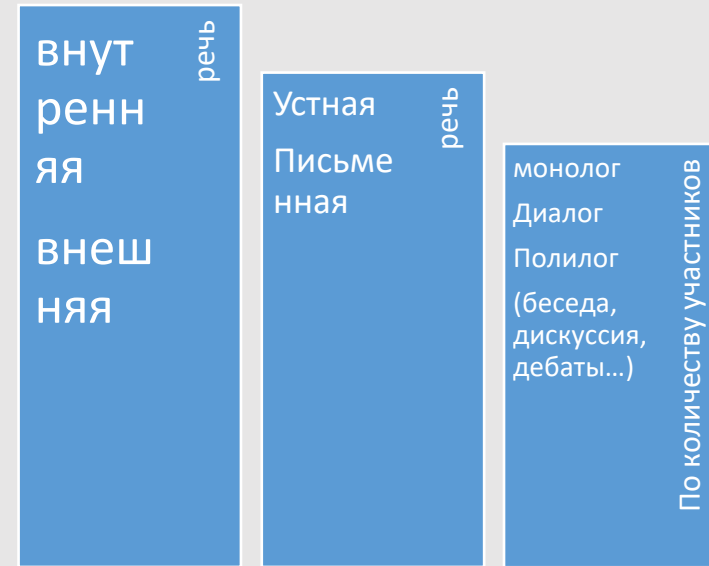 внут
ренн
яя
внеш
няя
речь
Устная
Письме
нная
речь
монолог
Диалог
Полилог
(беседа,
дискуссия,
дебаты…)
По количеству участников